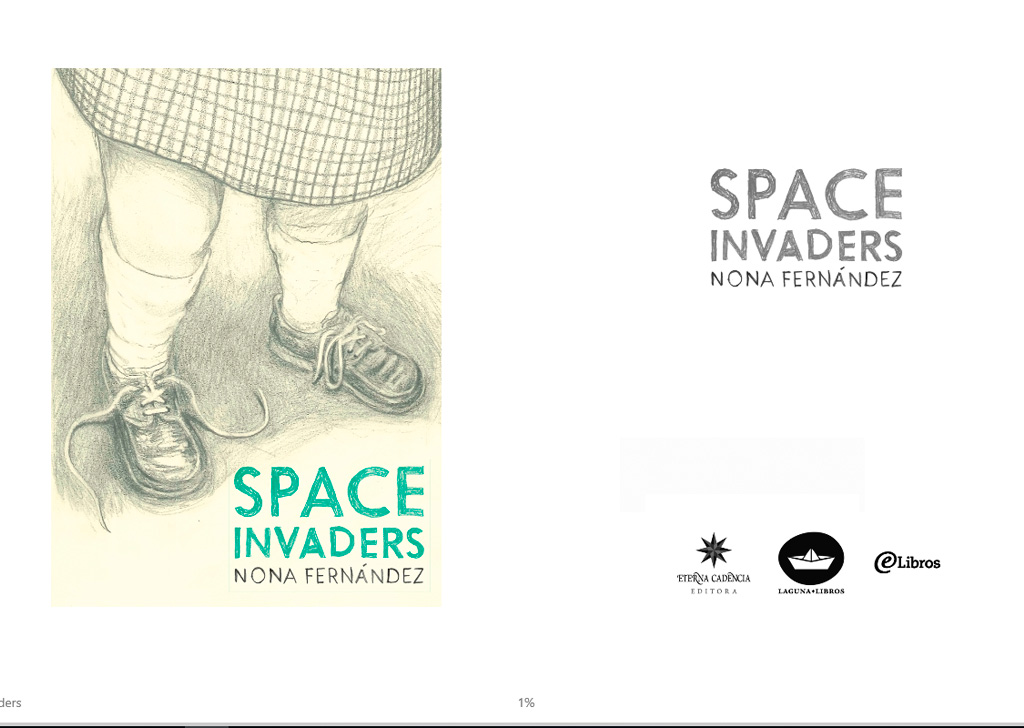 SPACE
INVADERS
NONA FERNÁNDEZ
SPACE
INVADERS
NONA FERNÁNDEZ
ETERNA CADENCIA
EDITORA
LAGUNA•LIBROS
eLibros
ders
1%